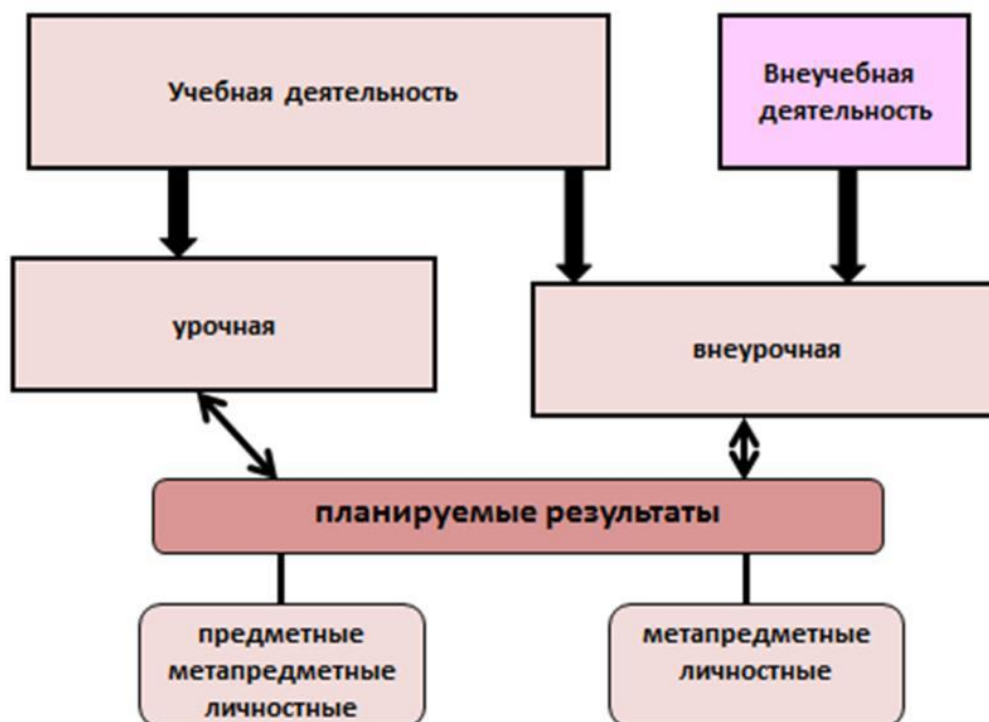 Учебная деятельность
Внеучебная
деятельность
урочная
внеурочная
планируемые результаты
предметные
метапредметные
личностные
метапредметные
личностные